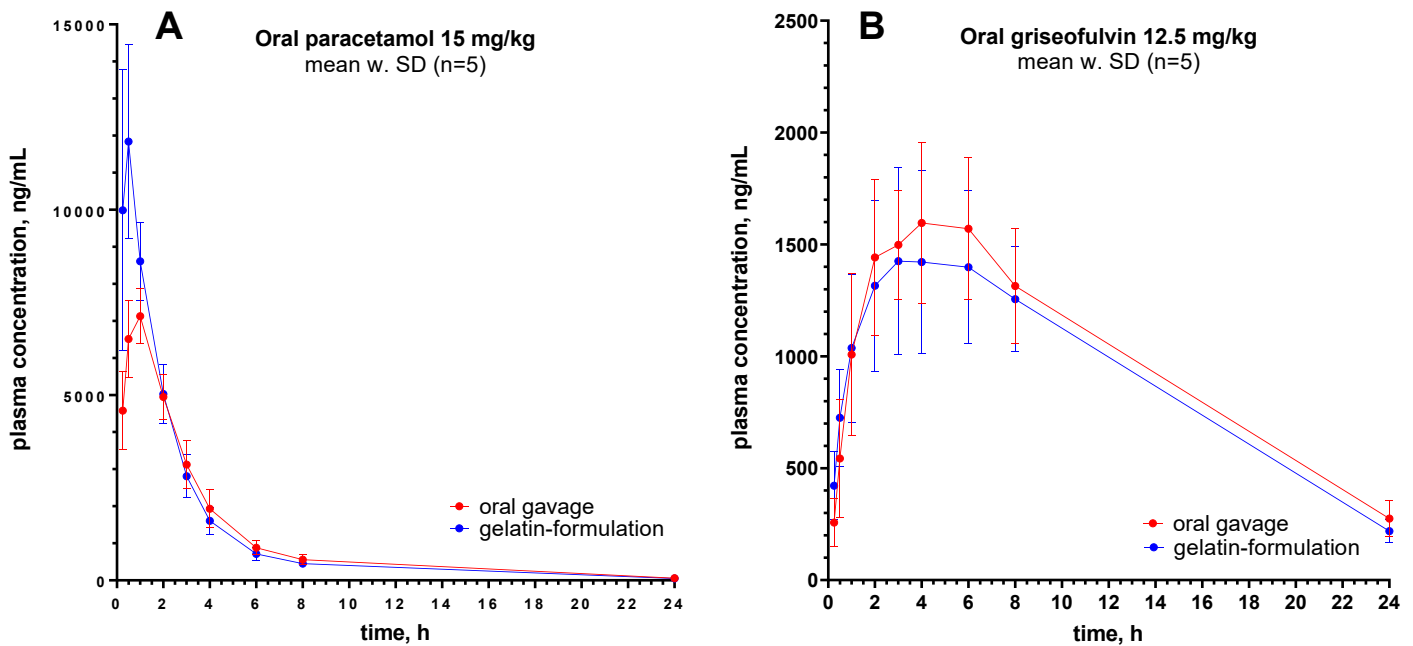 A
Oral paracetamol 15 mg/kg
mean w. SD (n=5)
plasma concentration, ng/mL
15000
10000
5000
0
oral gavage
gelatin-formulation
0 2 4 6 8 10 12 14 16 18 20 22 24
time, h
B
Oral griseofulvin 12.5 mg/kg
mean w. SD (n=5)
plasma concentration, ng/mL
2500
2000
1500
1000
500
0
oral gavage
gelatin-formulation
0 2 4 6 8 10 12 14 16 18 20 22 24
time, h